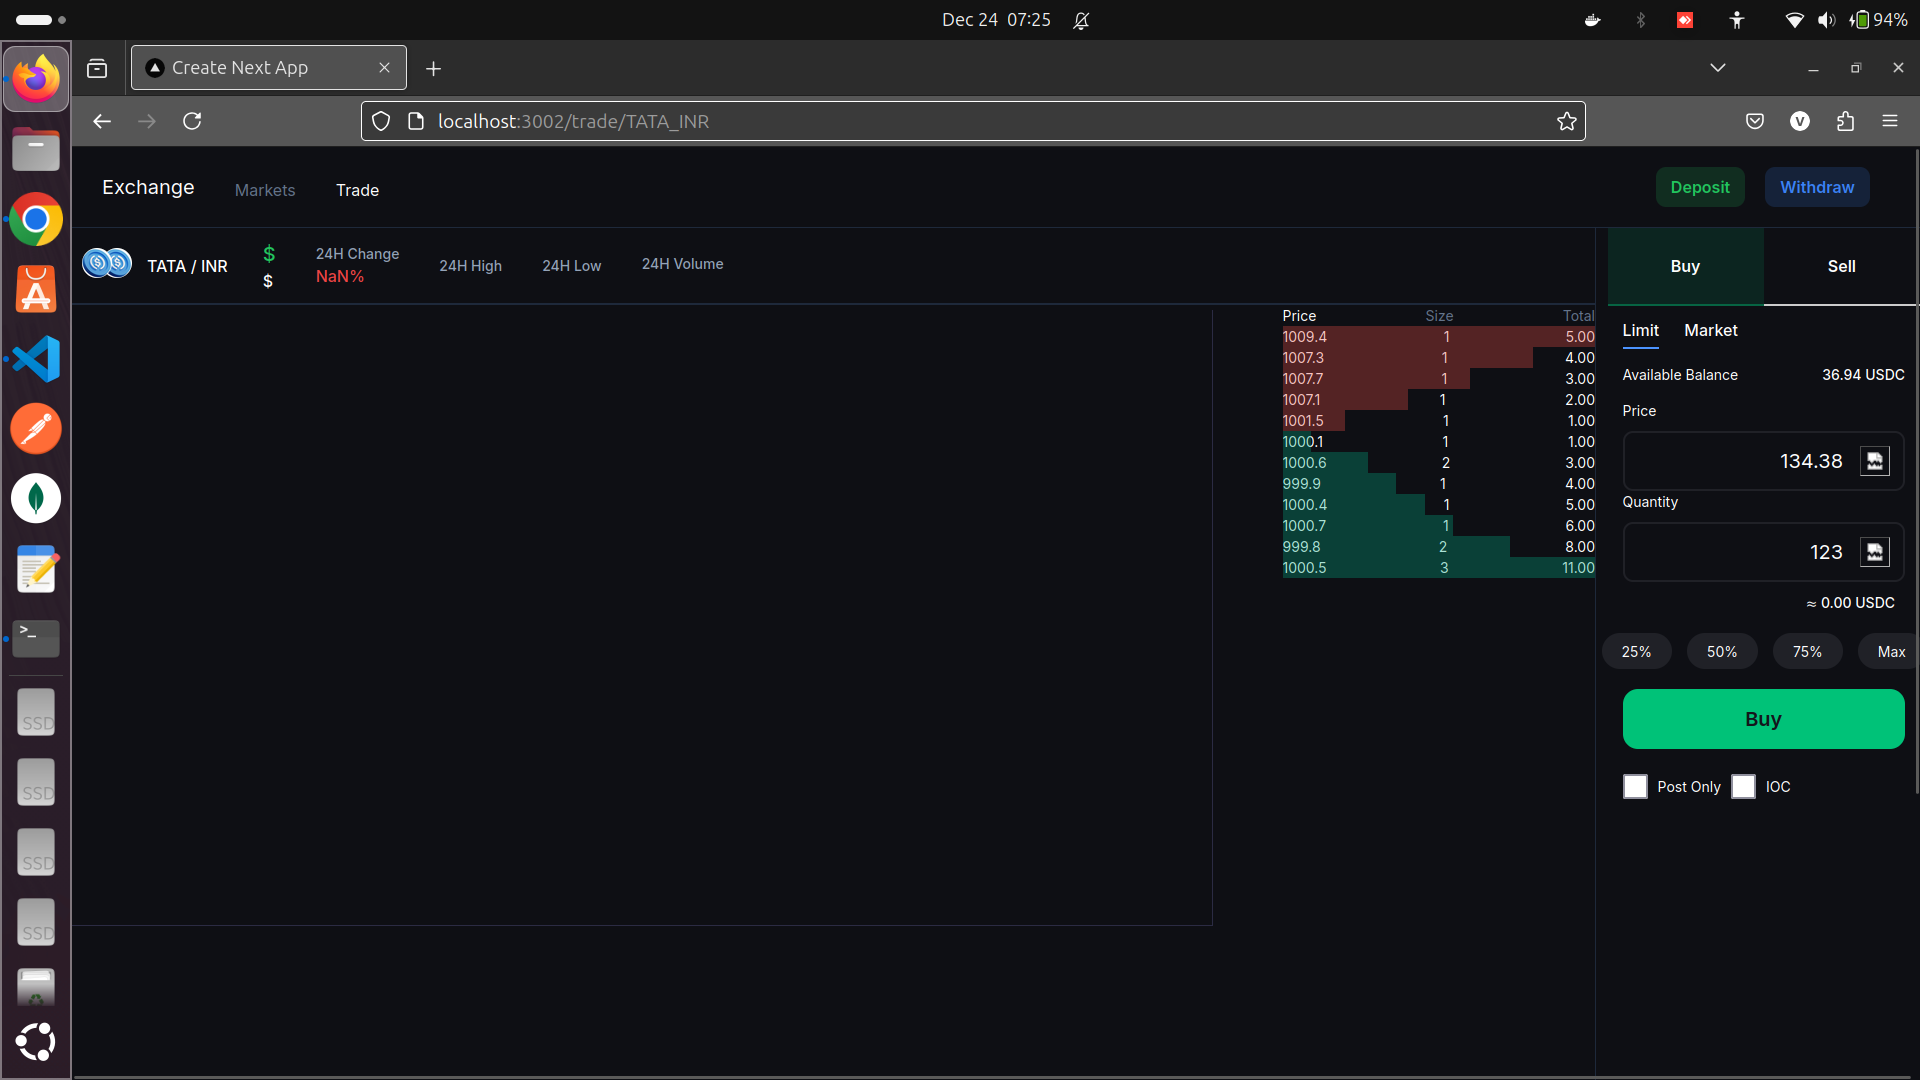 Dec 24 07:25
94%
Create Next App
localhost:3002/trade/TATA_INR
V
Exchange Markets Trade Deposit Withdraw
TATA / INR
$
$
24H Change
NaN%
24H High
24H Low
24H Volume
Buy Sell
Price Size Total
1009.4 1 5.00
1007.3 1 4.00
1007.7 1 3.00
1007.1 1 2.00
1001.5 1 1.00
1000.1 1 1.00
1000.6 2 3.00
999.9 1 4.00
1000.4 1 5.00
1000.7 1 6.00
999.8 2 8.00
1000.5 3 11.00
Limit Market
Available Balance 36.94 USDC
Price
134.38
Quantity
123
≈ 0.00 USDC
25% 50% 75% Max
Buy
Post Only IOC
>_
SSD
SSD
SSD
SSD